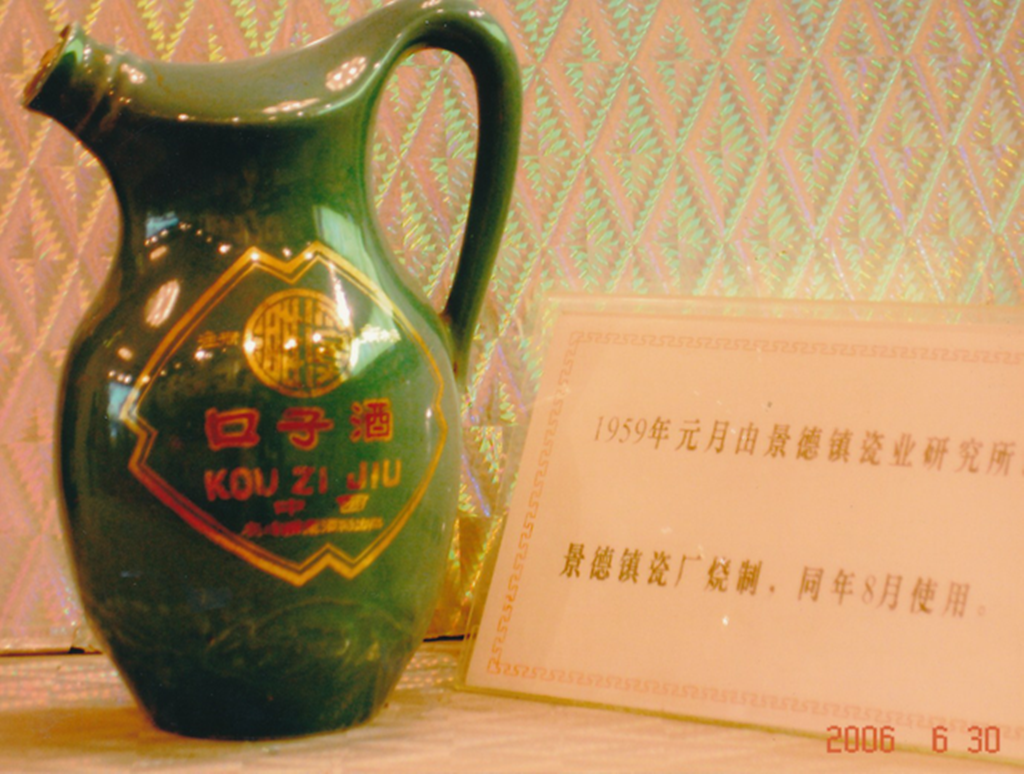 口子酒
KOU ZI JIU
中国
1959年元月由景德镇瓷业研究所
景德镇瓷厂烧制，同年8月使用。
2006 6 30